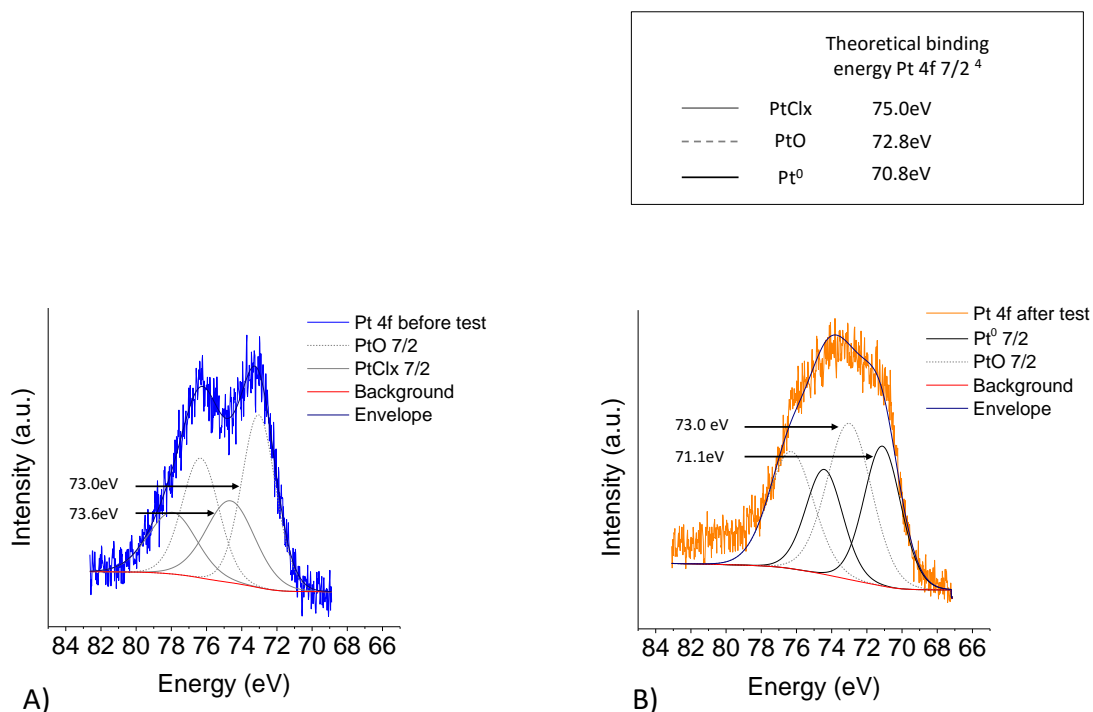 Theoretical binding
energy Pt 4f 7/2 ⁴
PtClx 75.0eV
PtO 72.8eV
Pt⁰ 70.8eV
Pt 4f before test
PtO 7/2
PtClx 7/2
Background
Envelope
73.0eV
73.6eV
Intensity (a.u.)
84 82 80 78 76 74 72 70 68 66
Energy (eV)
A)
Pt 4f after test
Pt⁰ 7/2
PtO 7/2
Background
Envelope
73.0 eV
71.1eV
Intensity (a.u.)
84 82 80 78 76 74 72 70 68 66
Energy (eV)
B)